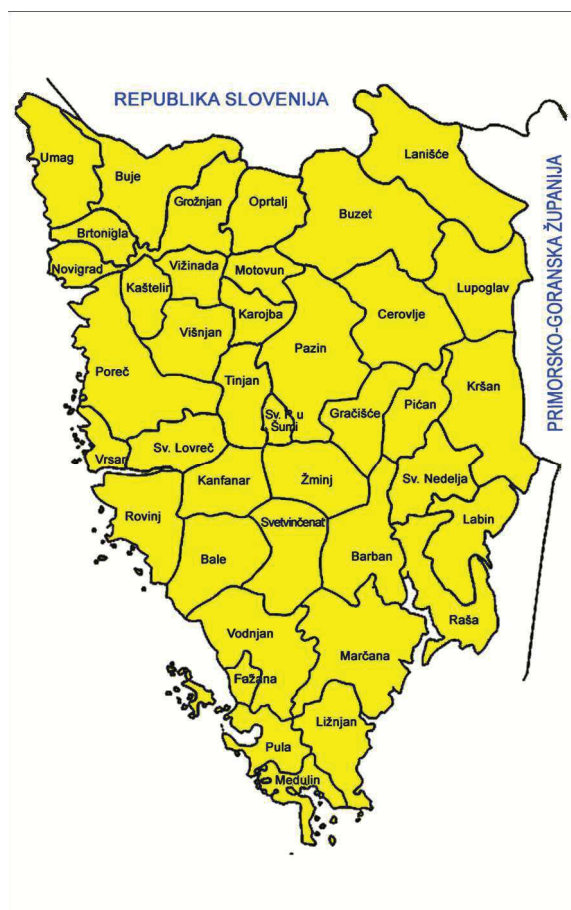 REPUBLIKA SLOVENIJA
PRIMORSKO-GORANSKA ŽUPANIJA
Umag
Buje
Lanišće
Grožnjan
Oprtalj
Buzet
Brtonigla
Novigrad
Vižinada
Motovun
Kaštelir
Lupoglav
Karojba
Cerovlje
Višnjan
Pazin
Poreč
Tinjan
Kršan
Sv. P. u
Šumi
Gračišće
Pićan
Vrsar
Sv. Lovreč
Kanfanar
Žminj
Sv. Nedelja
Rovinj
Svetvinčenat
Labin
Bale
Barban
Raša
Vodnjan
Marčana
Fažana
Ližnjan
Pula
Medulin